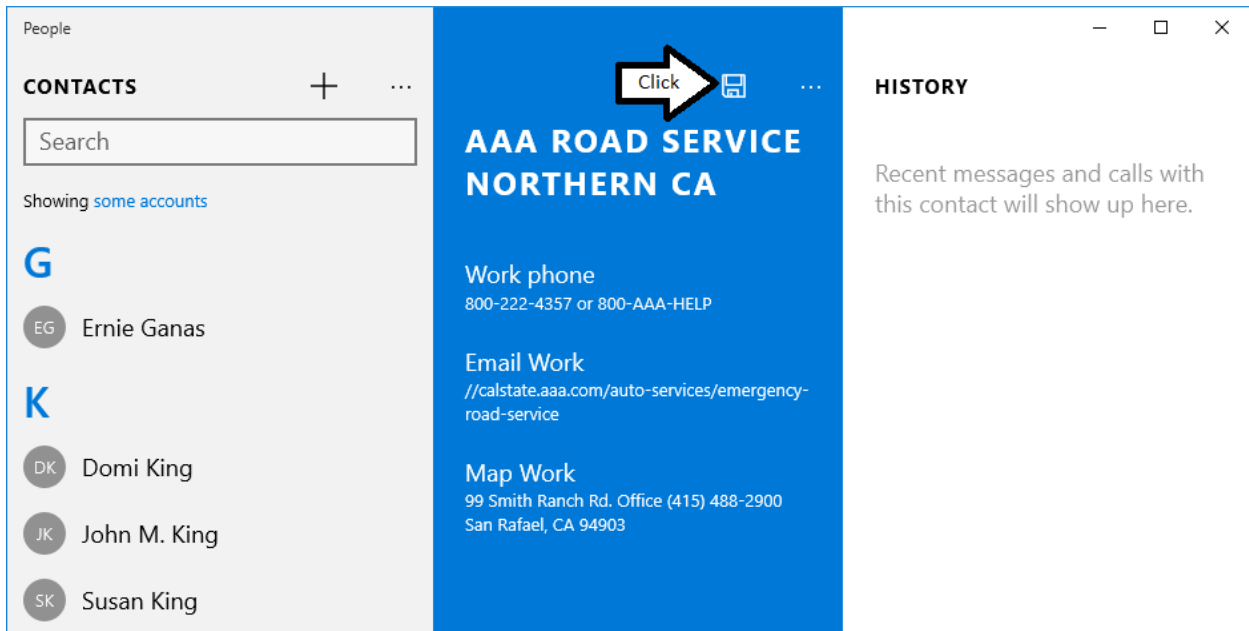 People
CONTACTS
Search
Showing some accounts
G
EG Ernie Ganas
K
DK Domi King
JK John M. King
SK Susan King
Click
AAA ROAD SERVICE
NORTHERN CA
Work phone
800-222-4357 or 800-AAA-HELP
Email Work
//calstate.aaa.com/auto-services/emergency-
road-service
Map Work
99 Smith Ranch Rd. Office (415) 488-2900
San Rafael, CA 94903
HISTORY
Recent messages and calls with
this contact will show up here.